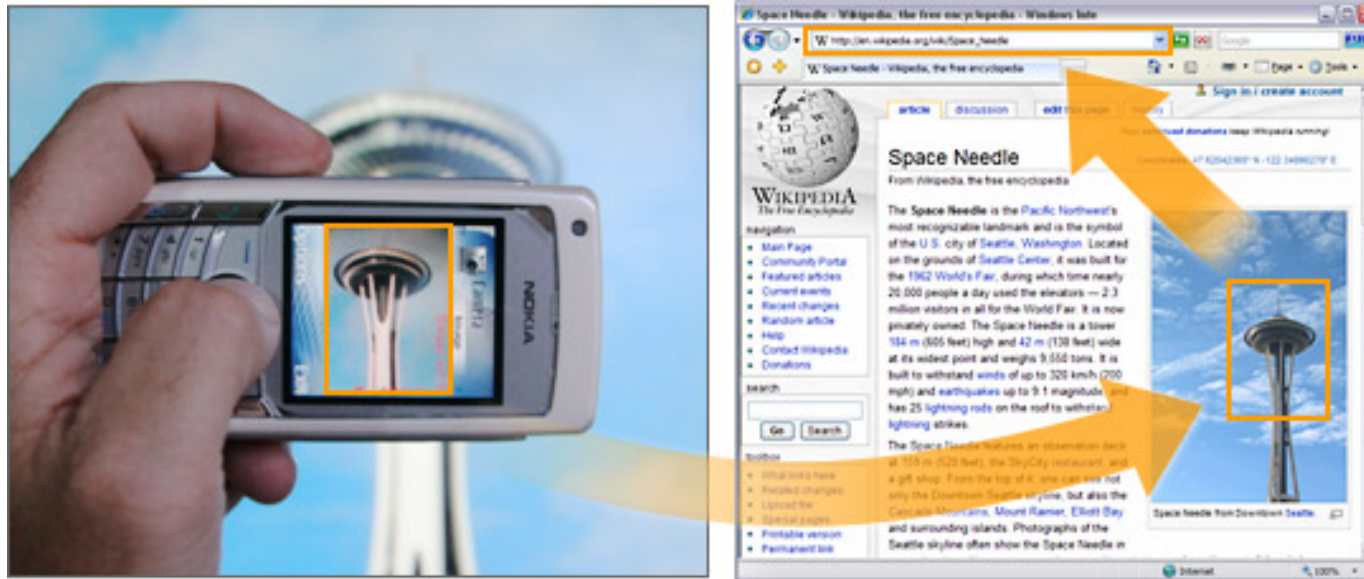 NOKIA
Options
Exit
Image
Space Needle - Wikipedia, the free encyclopedia - Windows Inte
http://en.wikipedia.org/wiki/Space_Needle
Google
Space Needle - Wikipedia, the free encyclopedia
Page
Tools
Sign in / create account
article
discussion
edit this page
history
donations keep Wikipedia running!
WIKIPEDIA
The Free Encyclopedia
navigation
Main Page
Community Portal
Featured articles
Current events
Recent changes
Random article
Help
Contact Wikipedia
Donations
search
Go
Search
toolbox
What links here
Related changes
Upload file
Special pages
Printable version
Permanent link
Space Needle
From Wikipedia, the free encyclopedia
The Space Needle is the Pacific Northwest's
most recognizable landmark and is the symbol
of the U.S. city of Seattle, Washington. Located
on the grounds of Seattle Center, it was built for
the 1962 World's Fair, during which time nearly
20,000 people a day used the elevators — 2.3
million visitors in all for the World Fair. It is now
privately owned. The Space Needle is a tower
184 m (605 feet) high and 42 m (138 feet) wide
at its widest point and weighs 9,550 tons. It is
built to withstand winds of up to 320 km/h (200
mph) and earthquakes up to 9.1 magnitude, and
has 25 lightning rods on the roof to withstand
lightning strikes.
The Space Needle features an observation deck
at 159 m (520 feet), the SkyCity restaurant, and
a gift shop. From the top of it, one can see not
only the Downtown Seattle skyline, but also the
Cascade Mountains, Mount Rainier, Elliott Bay
and surrounding islands. Photographs of the
Seattle skyline often show the Space Needle in
Space Needle from Downtown Seattle.
Internet
100%